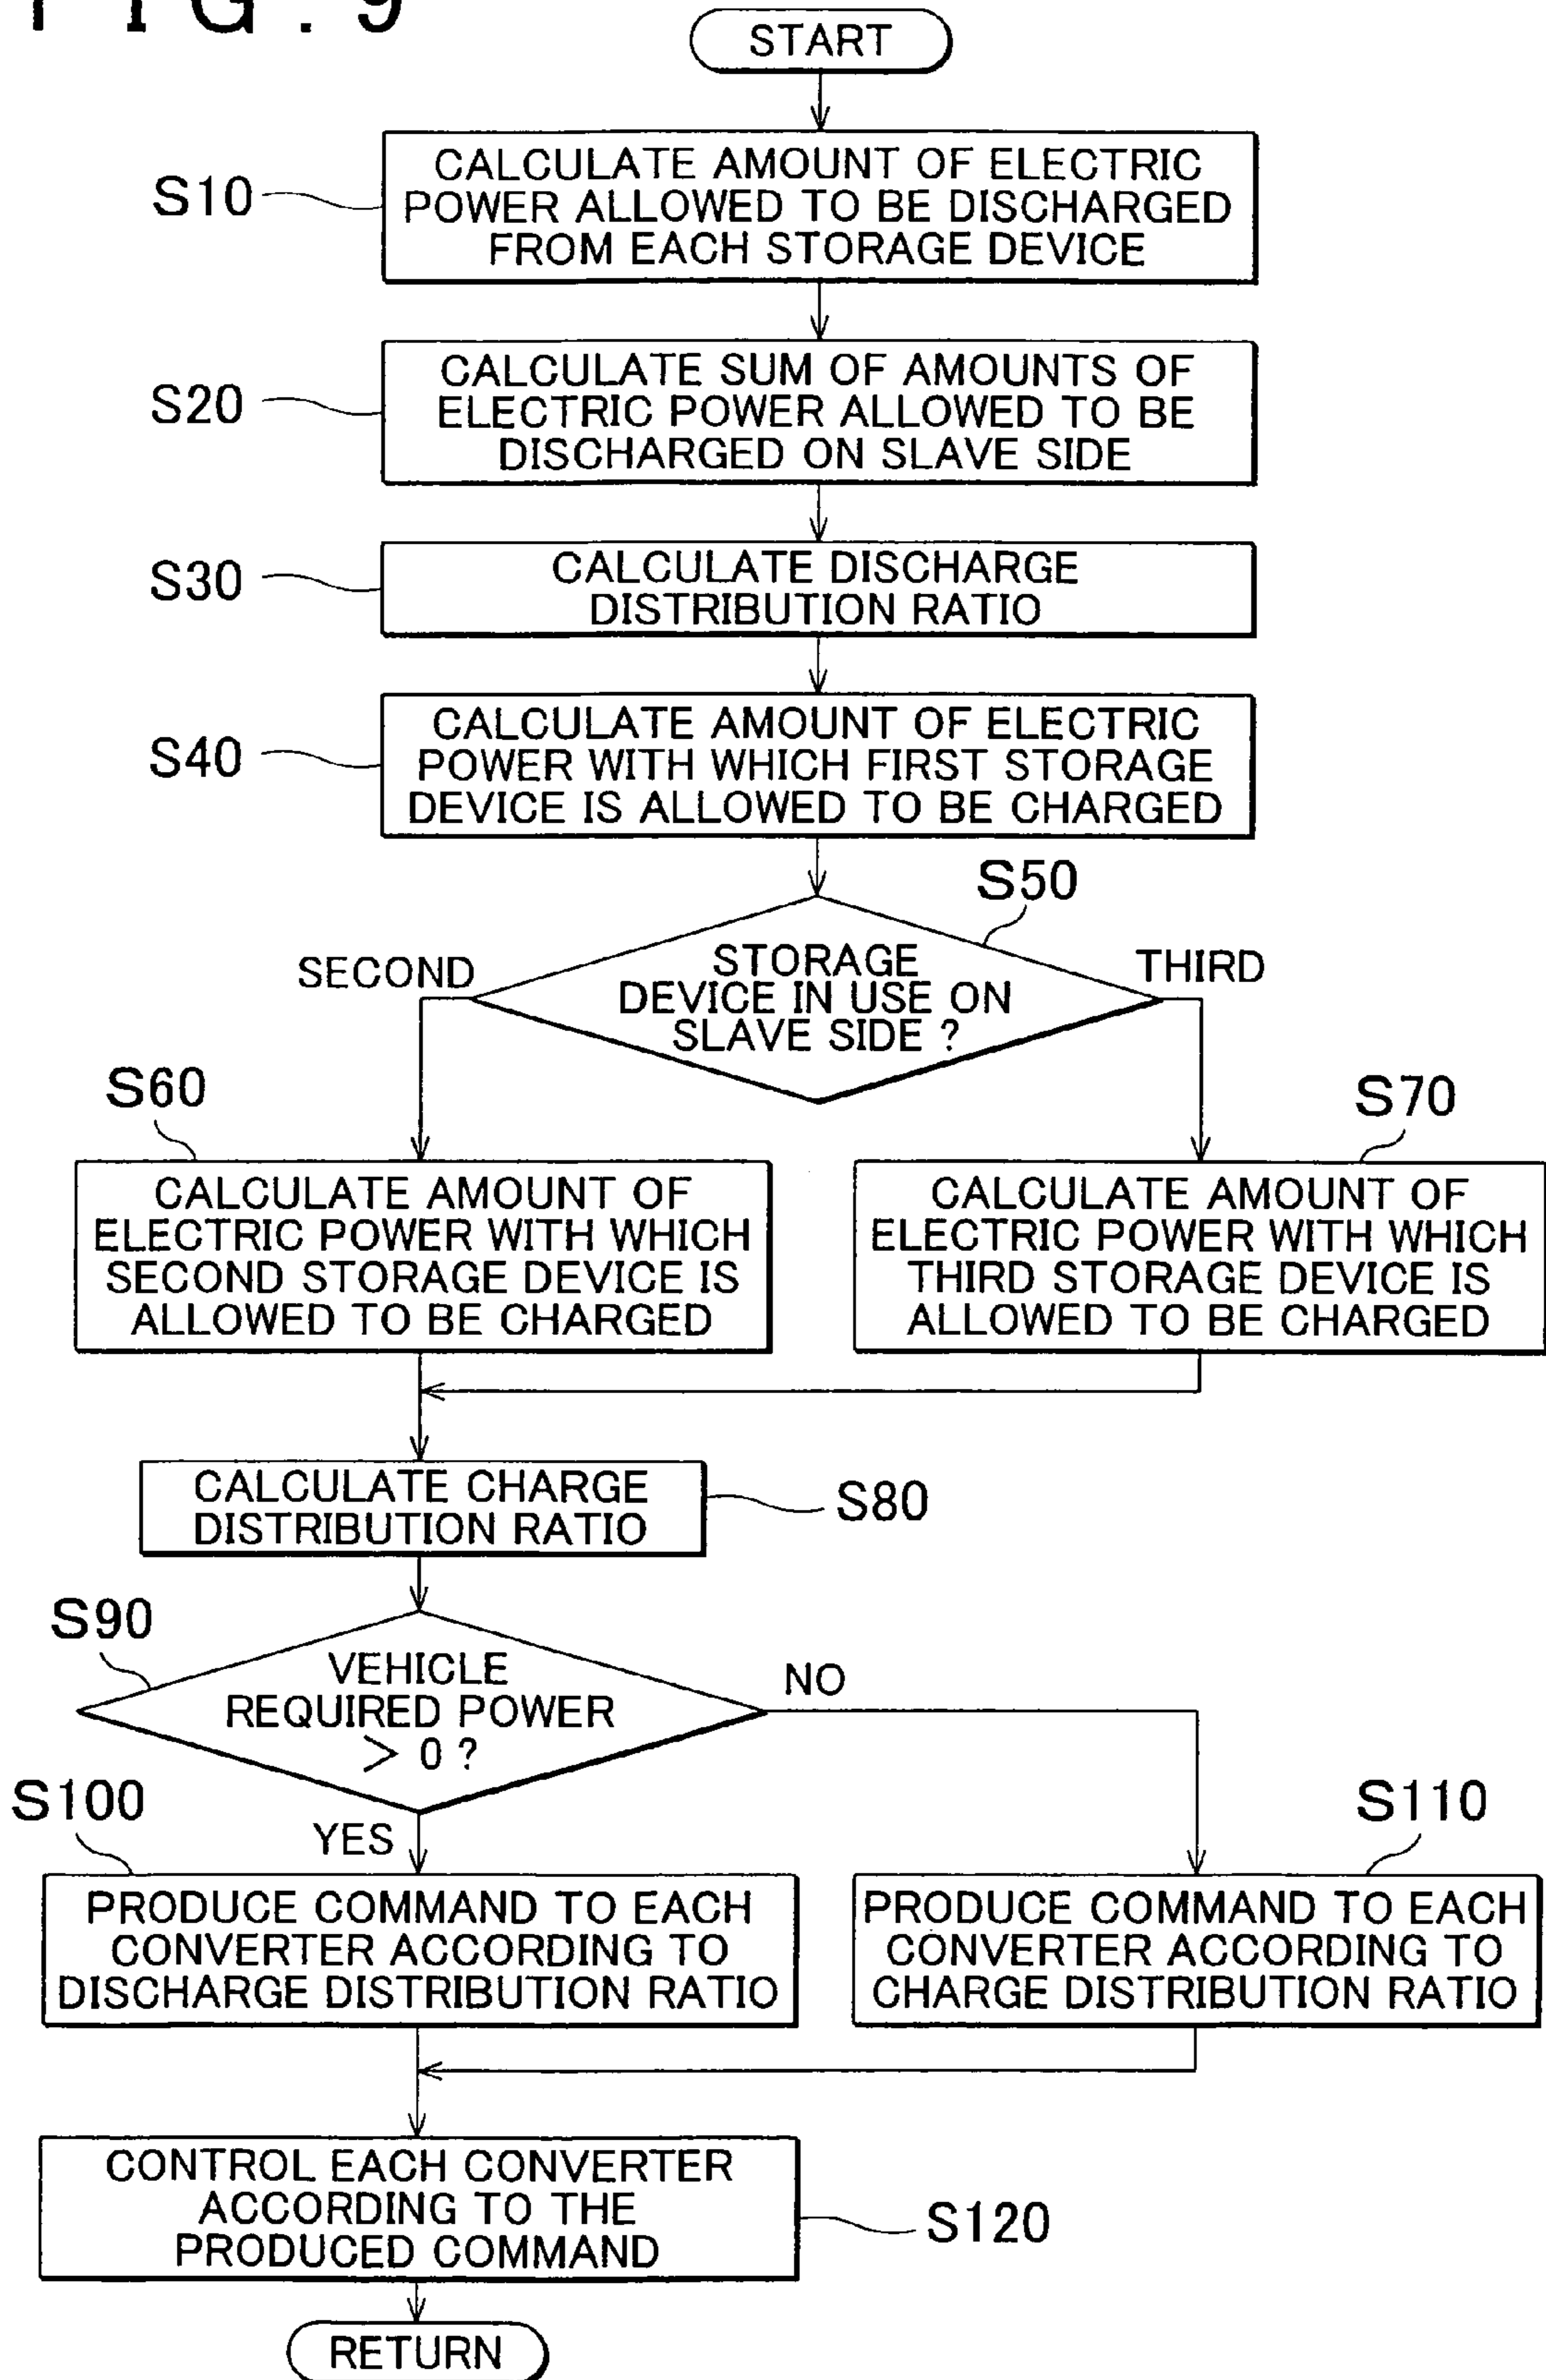 FIG. 9
START
S10
CALCULATE AMOUNT OF ELECTRIC
POWER ALLOWED TO BE DISCHARGED
FROM EACH STORAGE DEVICE
S20
CALCULATE SUM OF AMOUNTS OF
ELECTRIC POWER ALLOWED TO BE
DISCHARGED ON SLAVE SIDE
S30
CALCULATE DISCHARGE
DISTRIBUTION RATIO
S40
CALCULATE AMOUNT OF ELECTRIC
POWER WITH WHICH FIRST STORAGE
DEVICE IS ALLOWED TO BE CHARGED
S50
STORAGE
DEVICE IN USE ON
SLAVE SIDE ?
SECOND
THIRD
S60
CALCULATE AMOUNT OF
ELECTRIC POWER WITH WHICH
SECOND STORAGE DEVICE IS
ALLOWED TO BE CHARGED
S70
CALCULATE AMOUNT OF
ELECTRIC POWER WITH WHICH
THIRD STORAGE DEVICE IS
ALLOWED TO BE CHARGED
CALCULATE CHARGE
DISTRIBUTION RATIO
S80
S90
VEHICLE
REQUIRED POWER
> 0 ?
NO
YES
S100
PRODUCE COMMAND TO EACH
CONVERTER ACCORDING TO
DISCHARGE DISTRIBUTION RATIO
S110
PRODUCE COMMAND TO EACH
CONVERTER ACCORDING TO
CHARGE DISTRIBUTION RATIO
CONTROL EACH CONVERTER
ACCORDING TO THE
PRODUCED COMMAND
S120
RETURN